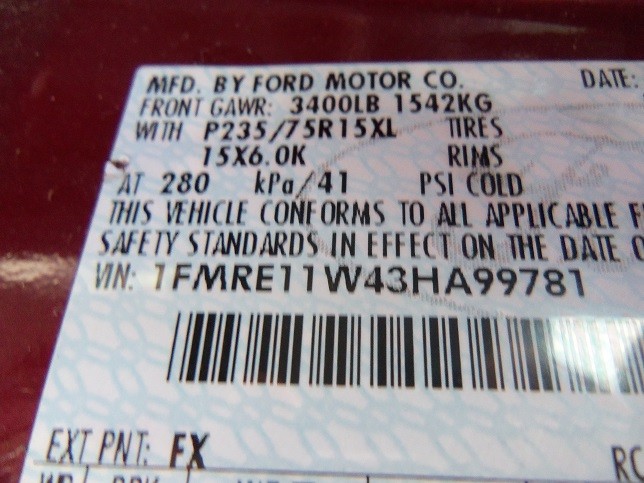 MFD. BY FORD MOTOR CO. DATE:
FRONT GAWR: 3400LB 1542KG
WITH P235/75R15XL TIRES
15X6.0K RIMS
AT 280 kPa/41 PSI COLD
THIS VEHICLE CONFORMS TO ALL APPLICABLE F
SAFETY STANDARDS IN EFFECT ON THE DATE O
VIN: 1FMRE11W43HA99781
EXT PNT: FX RC